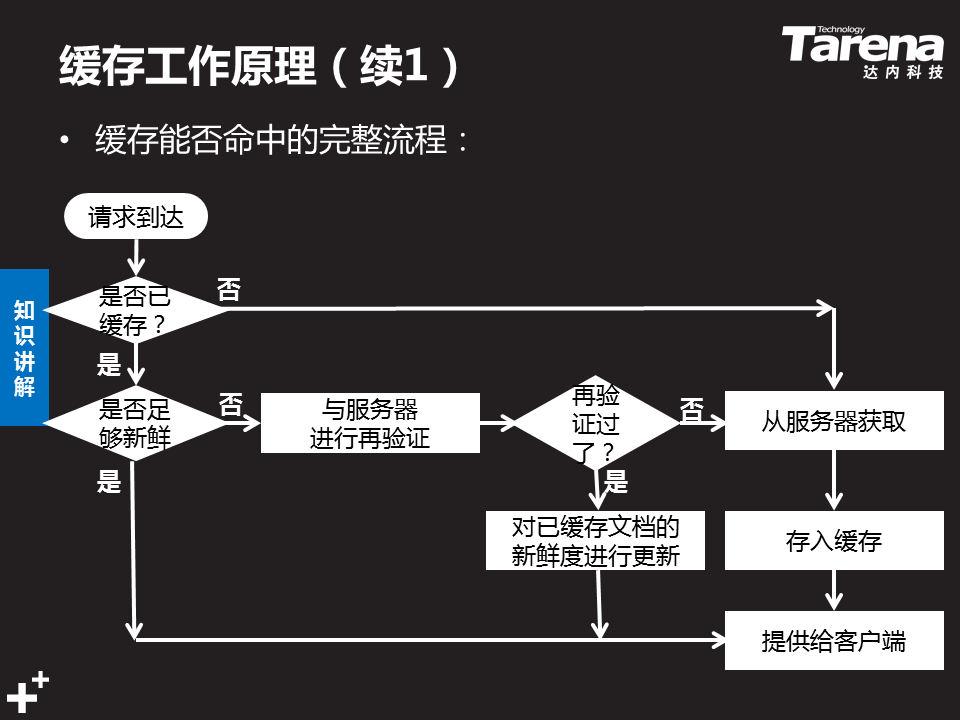 缓存工作原理（续1）
Technology
Tarena
达内科技
• 缓存能否命中的完整流程：
请求到达
知
识
讲
解
是否已
缓存？
否
是
是否足
够新鲜
否
与服务器
进行再验证
再验
证过
了？
否
从服务器获取
是
是
对已缓存文档的
新鲜度进行更新
存入缓存
提供给客户端